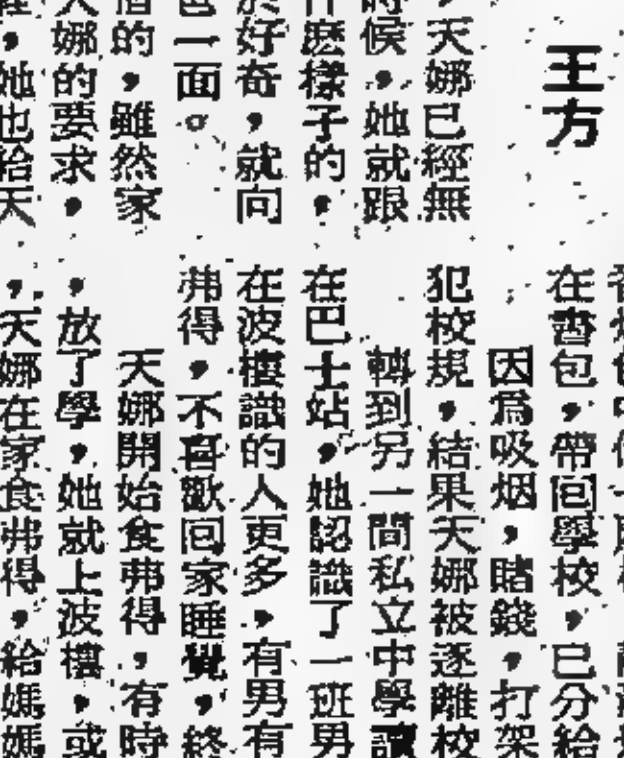 王方
，天娜已經無
時候，她就跟
什麽樣子的，
於好奇，就向
色一面。
的，雖然家
娜的要求，
，她也給天
在書包，帶囘學校，已分給
因爲吸烟，賭錢，打架
犯校規，結果天娜被逐離校
轉到另一間私立中學讀
在巴士站，她認識了一班男
在波樓識的人更多，有男有
弗得，不喜歡囘家睡覺，終
天娜開始食弗得，有時
，放了學，她就上波樓，或
，天娜在家食弗得，給媽媽